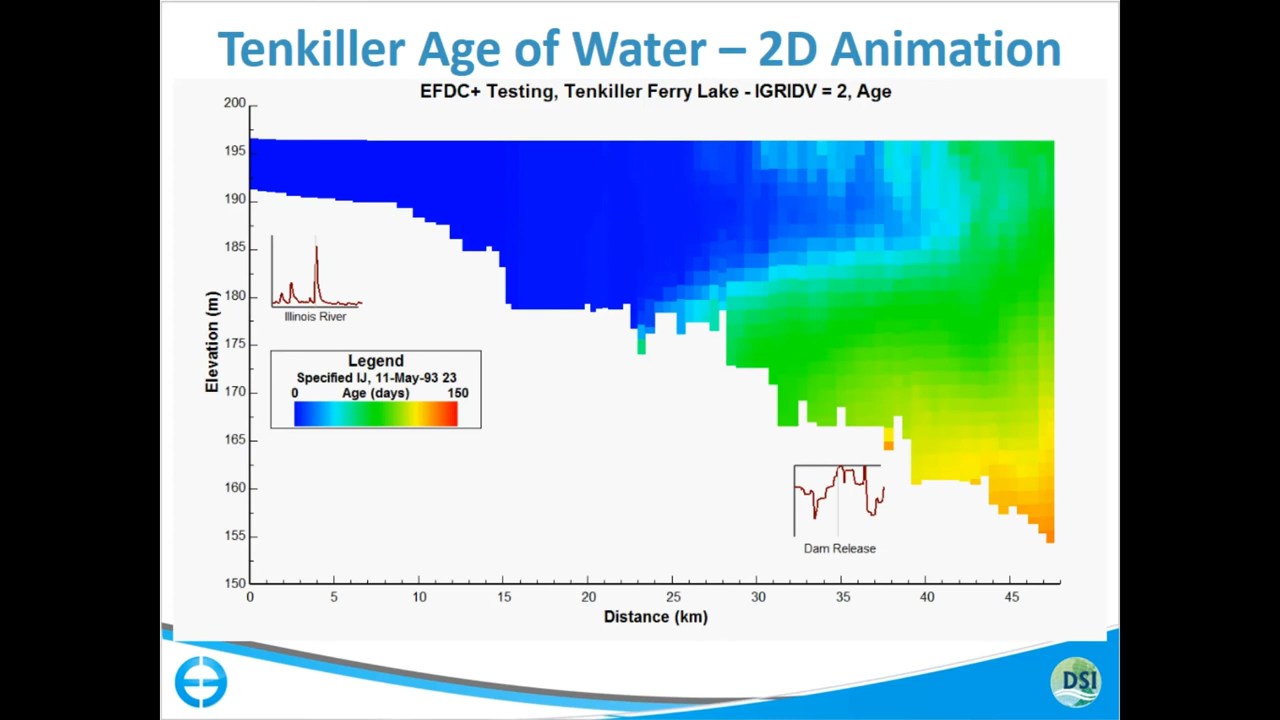 Tenkiller Age of Water – 2D Animation
EFDC+ Testing, Tenkiller Ferry Lake - IGRIDV = 2, Age
200
195
190
185
180
175
170
165
160
155
150
Elevation (m)
Illinois River
Legend
Specified IJ, 11-May-93 23
0 Age (days) 150
Dam Release
0 5 10 15 20 25 30 35 40 45
Distance (km)
DSI